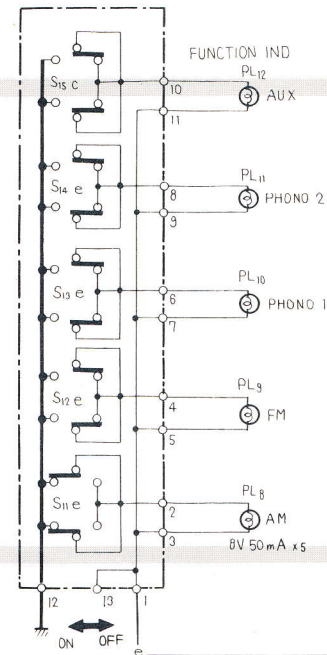 FUNCTION IND
S15 c
PL12
AUX
10
11
S14 e
PL11
PHONO 2
8
9
S13 e
PL10
PHONO 1
6
7
S12 e
PL9
FM
4
5
S11 e
PL8
AM
2
3
8V 50mA x5
12
13
1
ON
OFF
e